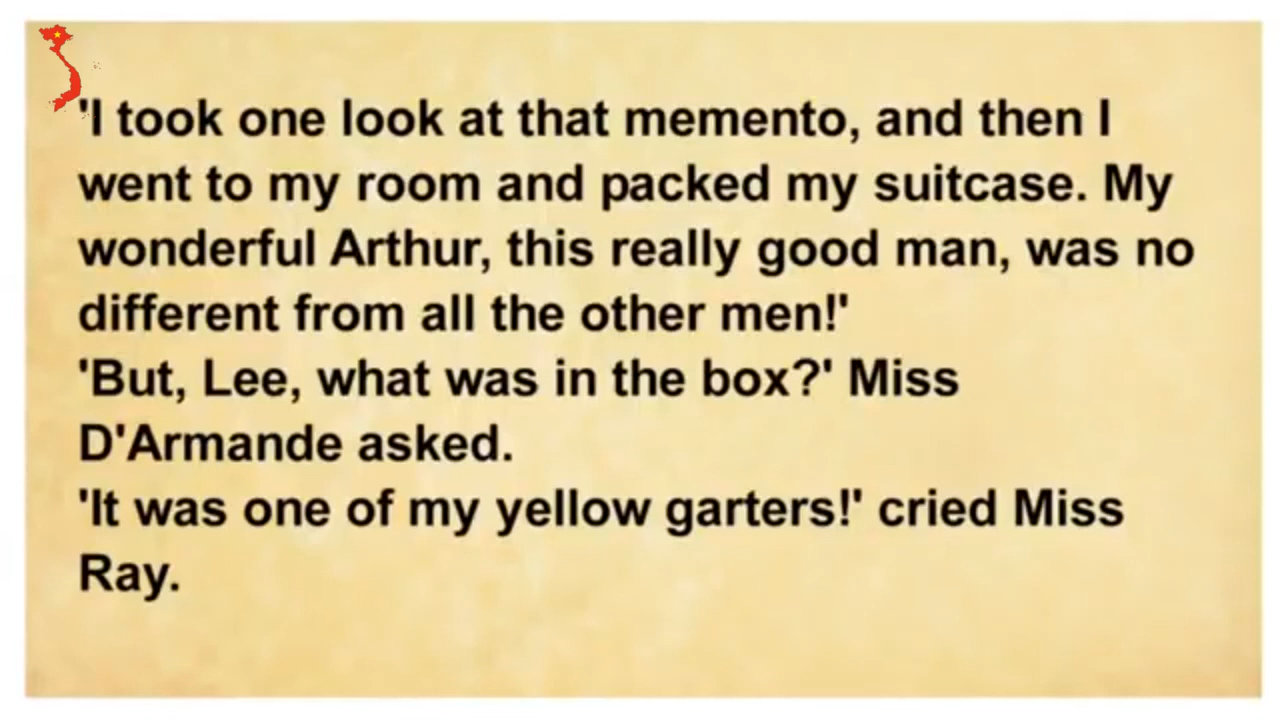 'I took one look at that memento, and then I
went to my room and packed my suitcase. My
wonderful Arthur, this really good man, was no
different from all the other men!'
'But, Lee, what was in the box?' Miss
D'Armande asked.
'It was one of my yellow garters!' cried Miss
Ray.